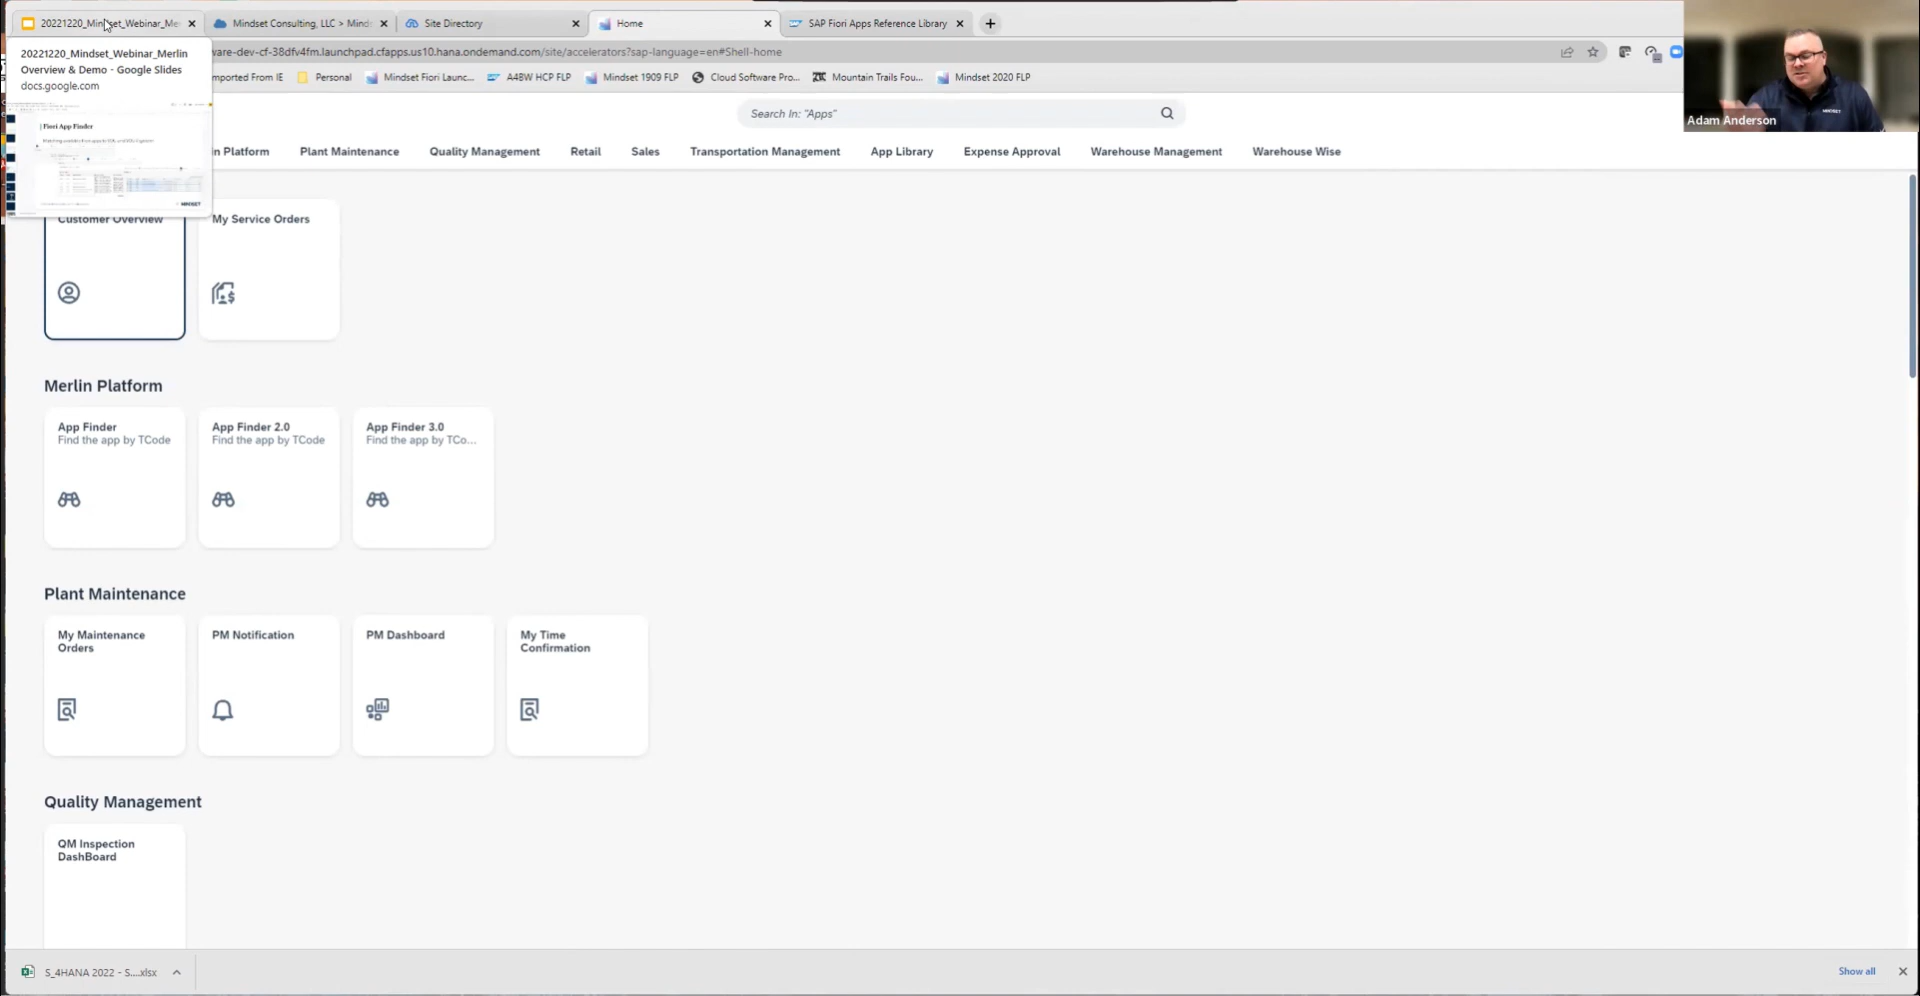 20221220_Mindset_Webinar_Me
Mindset Consulting, LLC > Mind
Site Directory
Home
SAP Fiori Apps Reference Library
20221220_Mindset_Webinar_Merlin
Overview & Demo - Google Slides
docs.google.com
ware-dev-cf-38dfv4fm.launchpad.cfapps.us10.hana.ondemand.com/site/accelerators?sap-language=en#Shell-home
mported From IE
Personal
Mindset Fiori Launc...
A4BW HCP FLP
Mindset 1909 FLP
Cloud Software Pro...
Mountain Trails Fou...
Mindset 2020 FLP
Fiori App Finder
MINDSET
Search In: "Apps"
Adam Anderson
n Platform
Plant Maintenance
Quality Management
Retail
Sales
Transportation Management
App Library
Expense Approval
Warehouse Management
Warehouse Wise
Customer Overview
My Service Orders
Merlin Platform
App Finder
Find the app by TCode
App Finder 2.0
Find the app by TCode
App Finder 3.0
Find the app by TCo...
Plant Maintenance
My Maintenance
Orders
PM Notification
PM Dashboard
My Time
Confirmation
Quality Management
QM Inspection
DashBoard
S_4HANA 2022 - S....xlsx
Show all